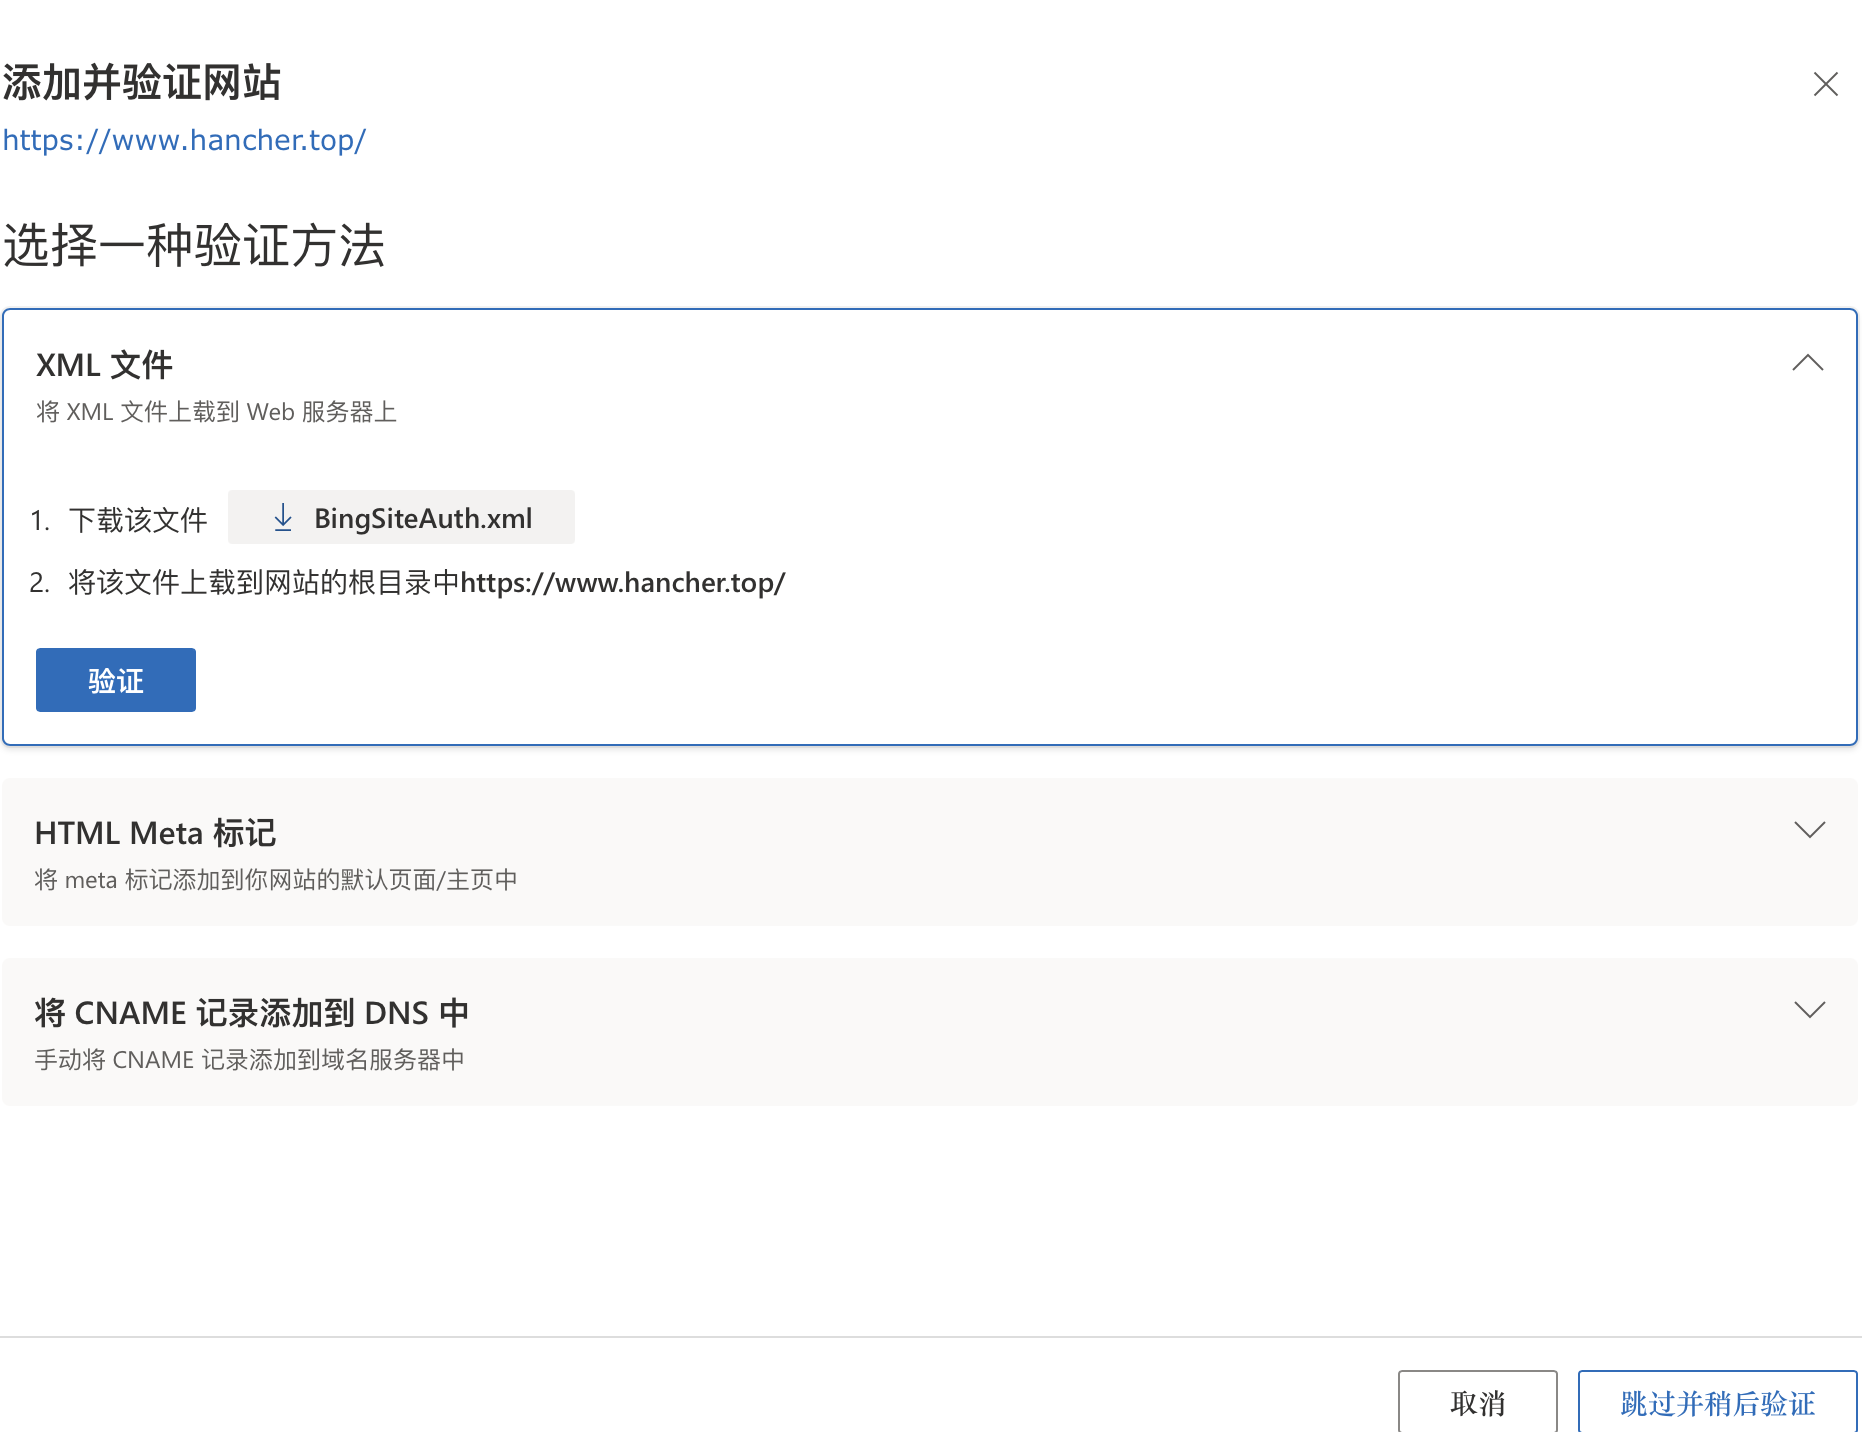 添加并验证网站
https://www.hancher.top/
选择一种验证方法
XML 文件
将 XML 文件上载到 Web 服务器上
1. 下载该文件 BingSiteAuth.xml
2. 将该文件上载到网站的根目录中https://www.hancher.top/
验证
HTML Meta 标记
将 meta 标记添加到你网站的默认页面/主页中
将 CNAME 记录添加到 DNS 中
手动将 CNAME 记录添加到域名服务器中
取消 跳过并稍后验证